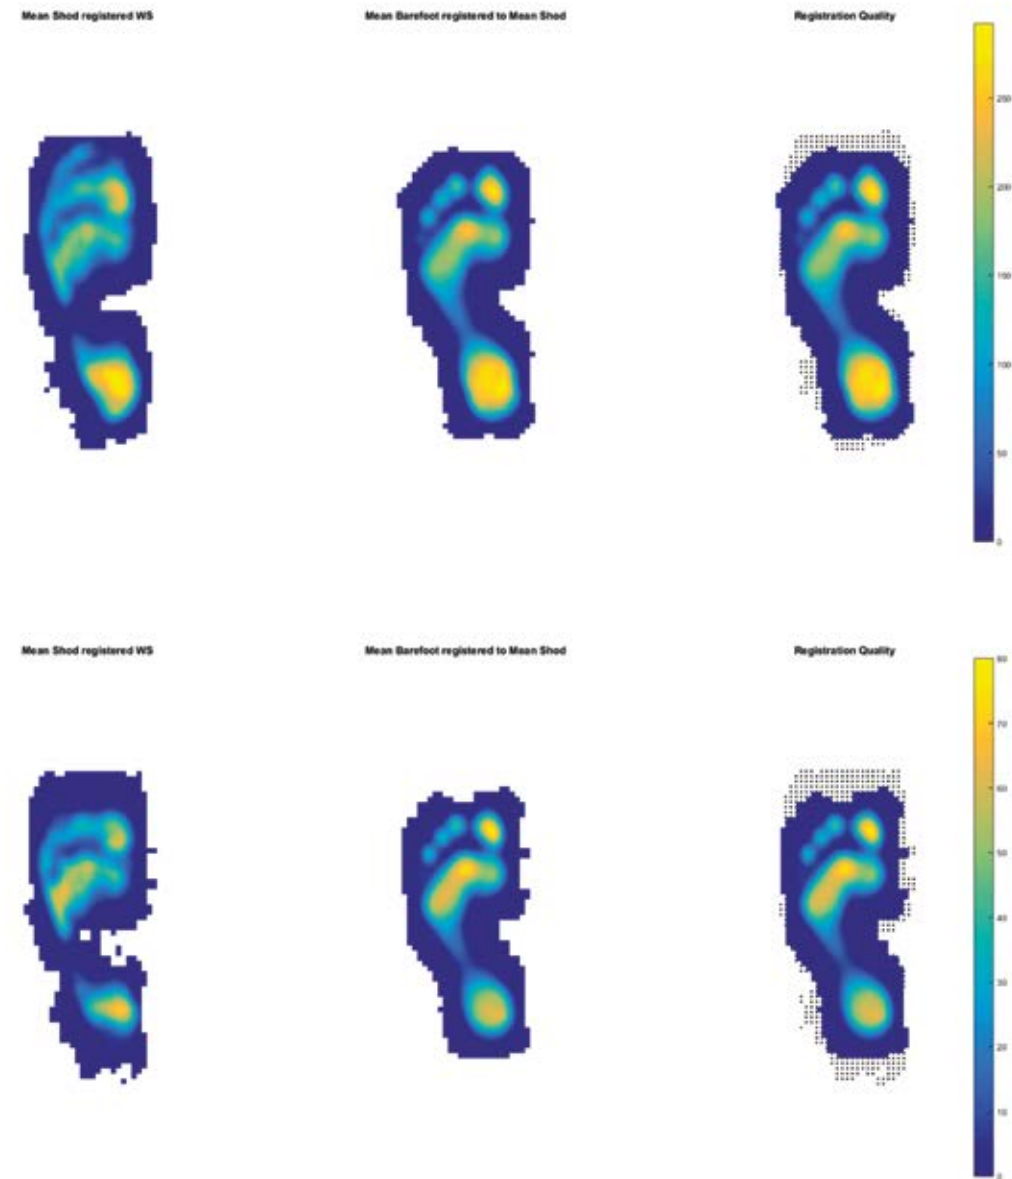 Mean Shod registered WS
Mean Barefoot registered to Mean Shod
Registration Quality
250
200
150
100
50
0
Mean Shod registered WS
Mean Barefoot registered to Mean Shod
Registration Quality
80
70
60
50
40
30
20
10
0